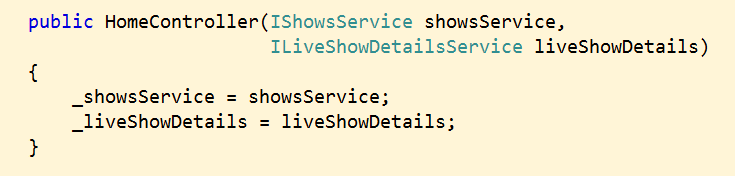 public HomeController(IShowsService showsService,
                      ILiveShowDetailsService liveShowDetails)
{
    _showsService = showsService;
    _liveShowDetails = liveShowDetails;
}